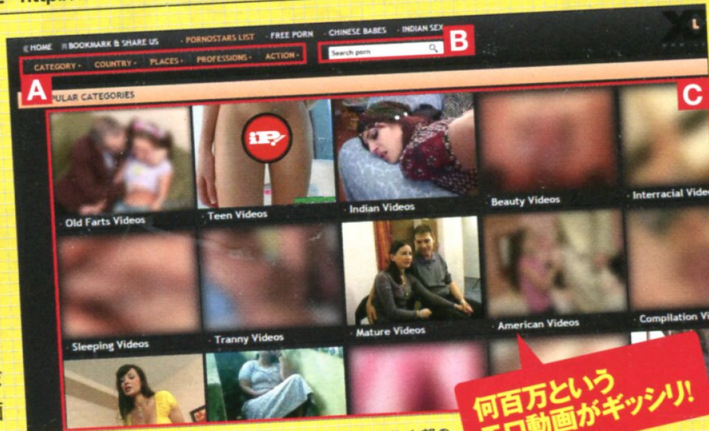 HOME BOOKMARK & SHARE US · PORNOSTARS LIST · FREE PORN · CHINESE BABES · INDIAN SEX
CATEGORY · COUNTRY · PLACES · PROFESSIONS · ACTION ·
Search porn
B
A
C
PULAR CATEGORIES
iP!
· Old Farts Videos
· Teen Videos
· Indian Videos
· Beauty Videos
· Interracial Vide
· Sleeping Videos
· Tranny Videos
· Mature Videos
· American Videos
· Compilation Vi
何百万という
動画がギッシリ!